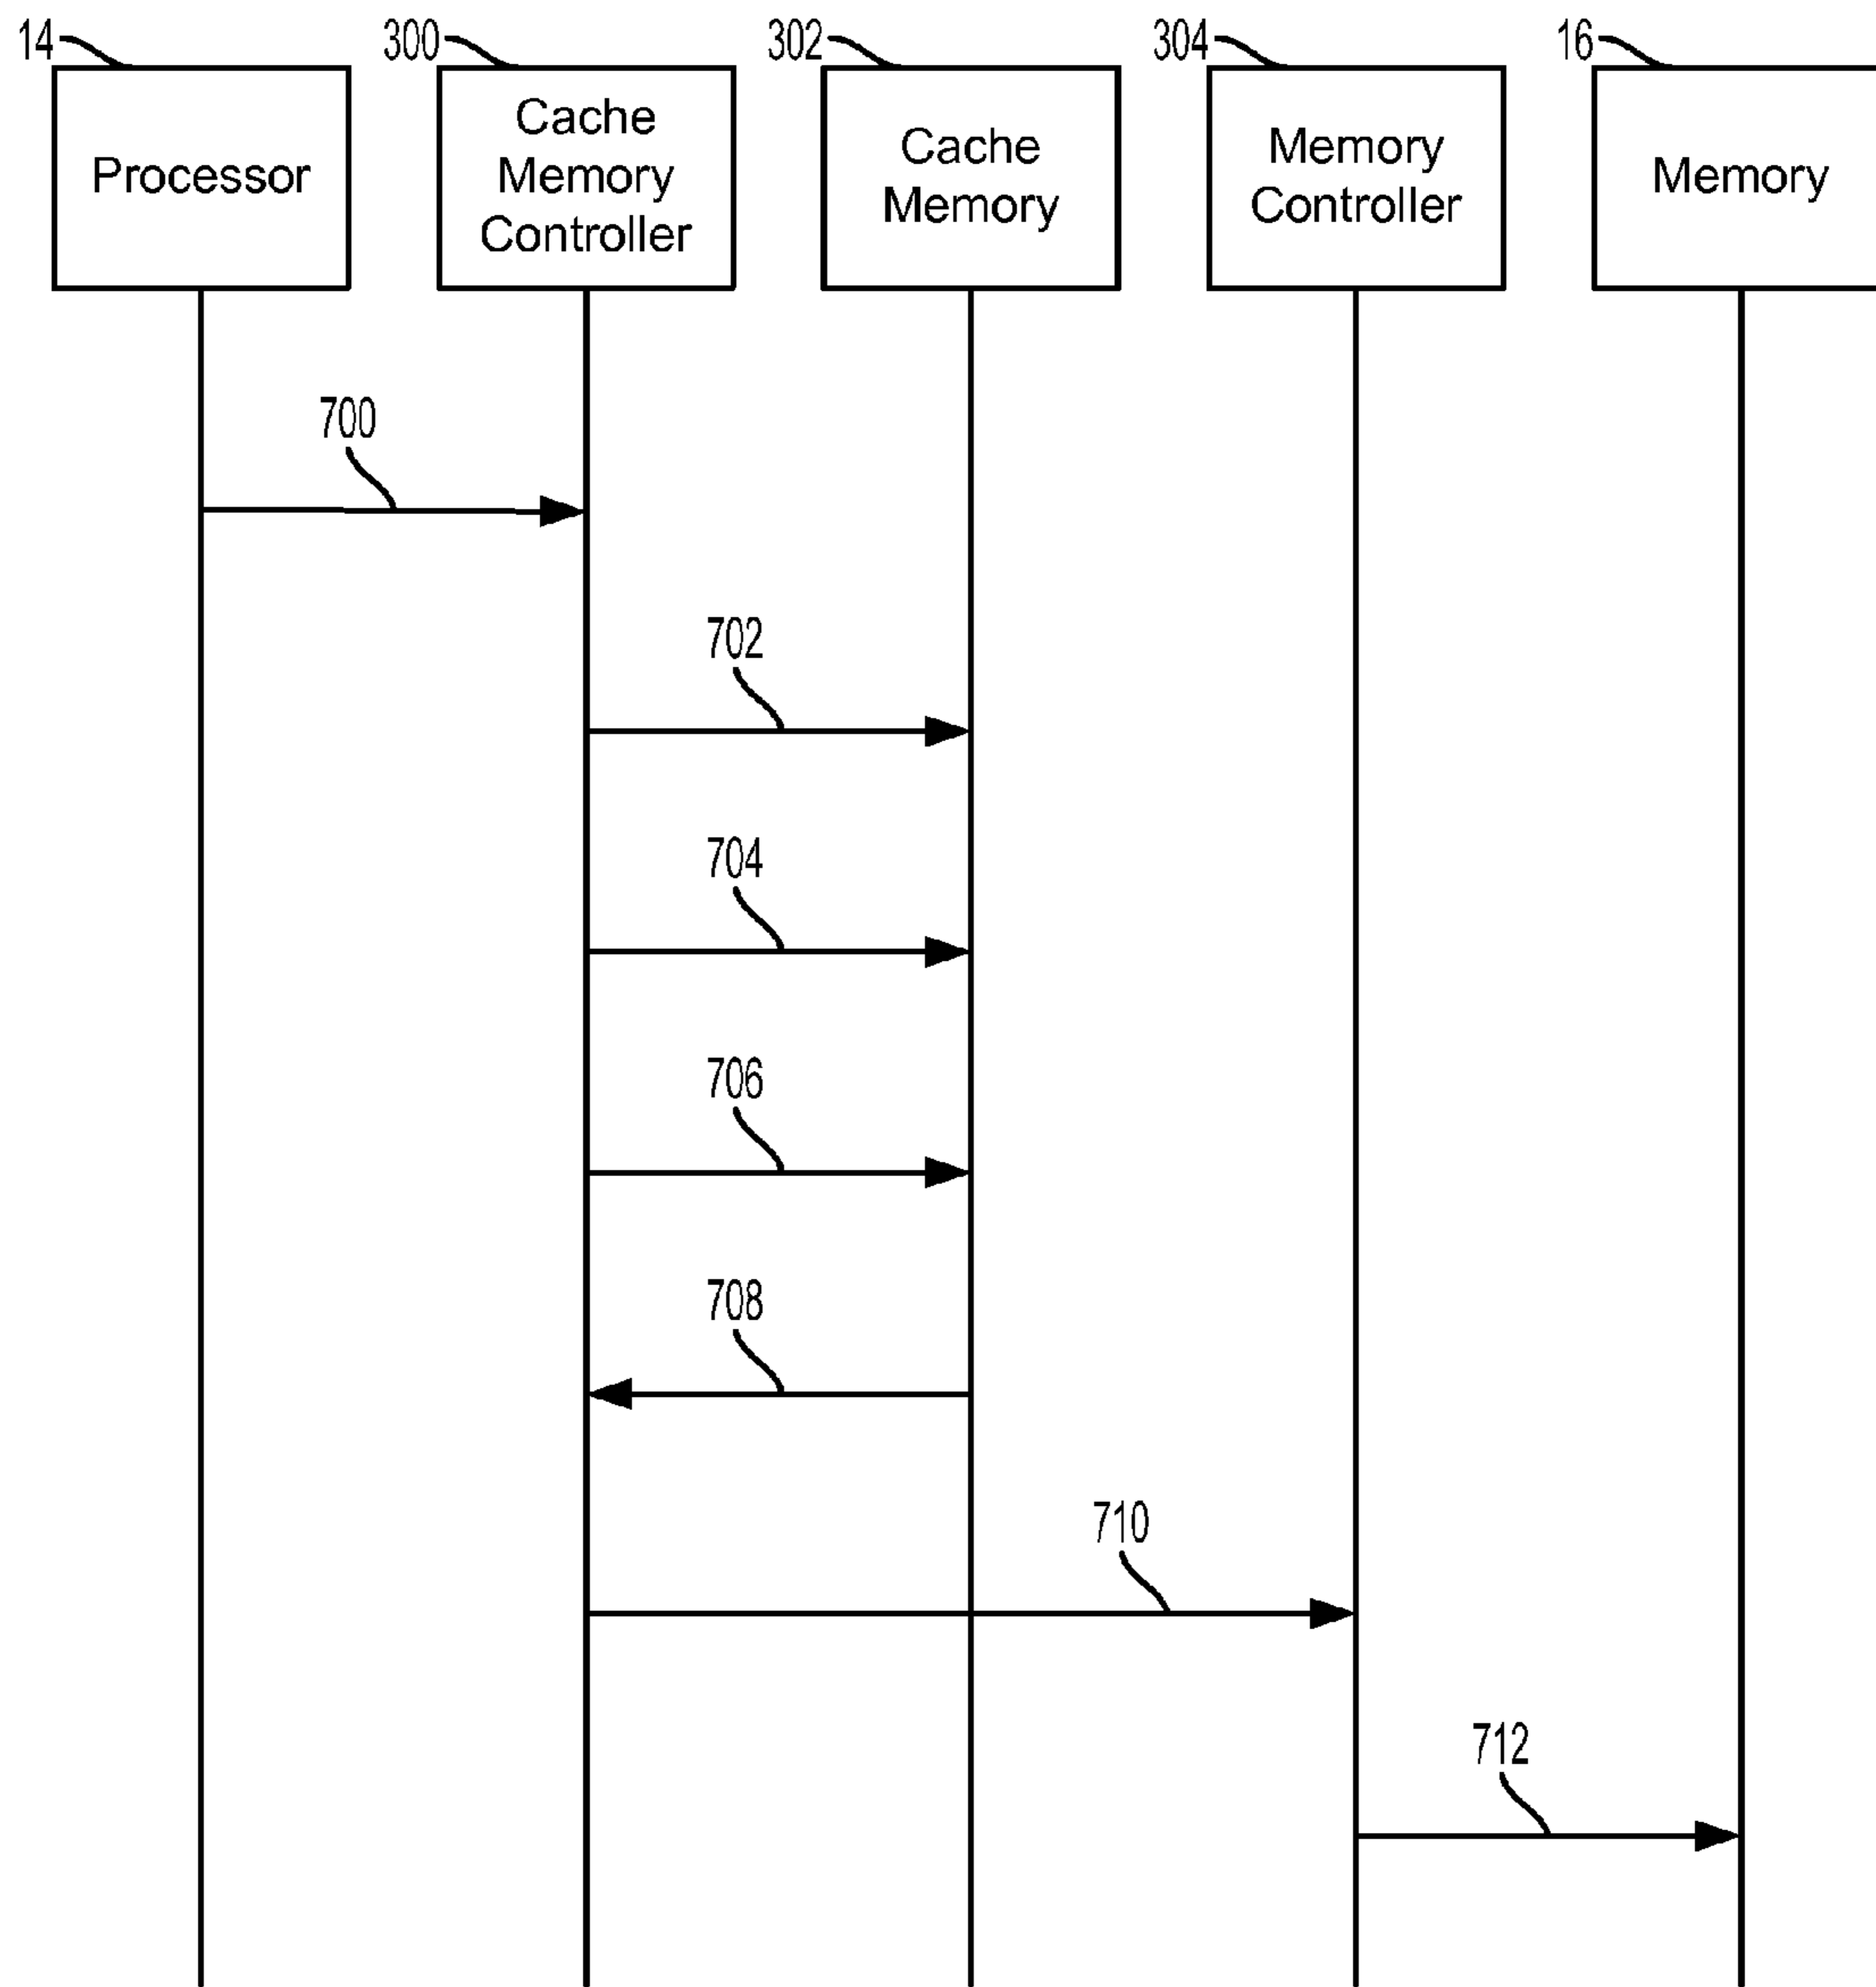 14
300
302
304
16
Processor
Cache
Memory
Controller
Cache
Memory
Memory
Controller
Memory
700
702
704
706
708
710
712